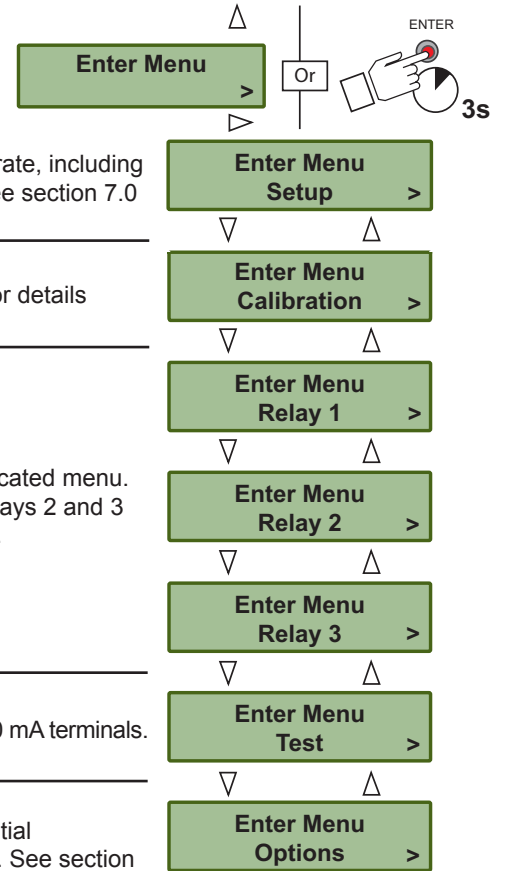 ENTER
Enter Menu
>
Or
3s
rate, including
e section 7.0
Enter Menu
Setup >
or details
Enter Menu
Calibration >
Enter Menu
Relay 1 >
cated menu.
ays 2 and 3
Enter Menu
Relay 2 >
Enter Menu
Relay 3 >
0 mA terminals.
Enter Menu
Test >
tial
. See section
Enter Menu
Options >